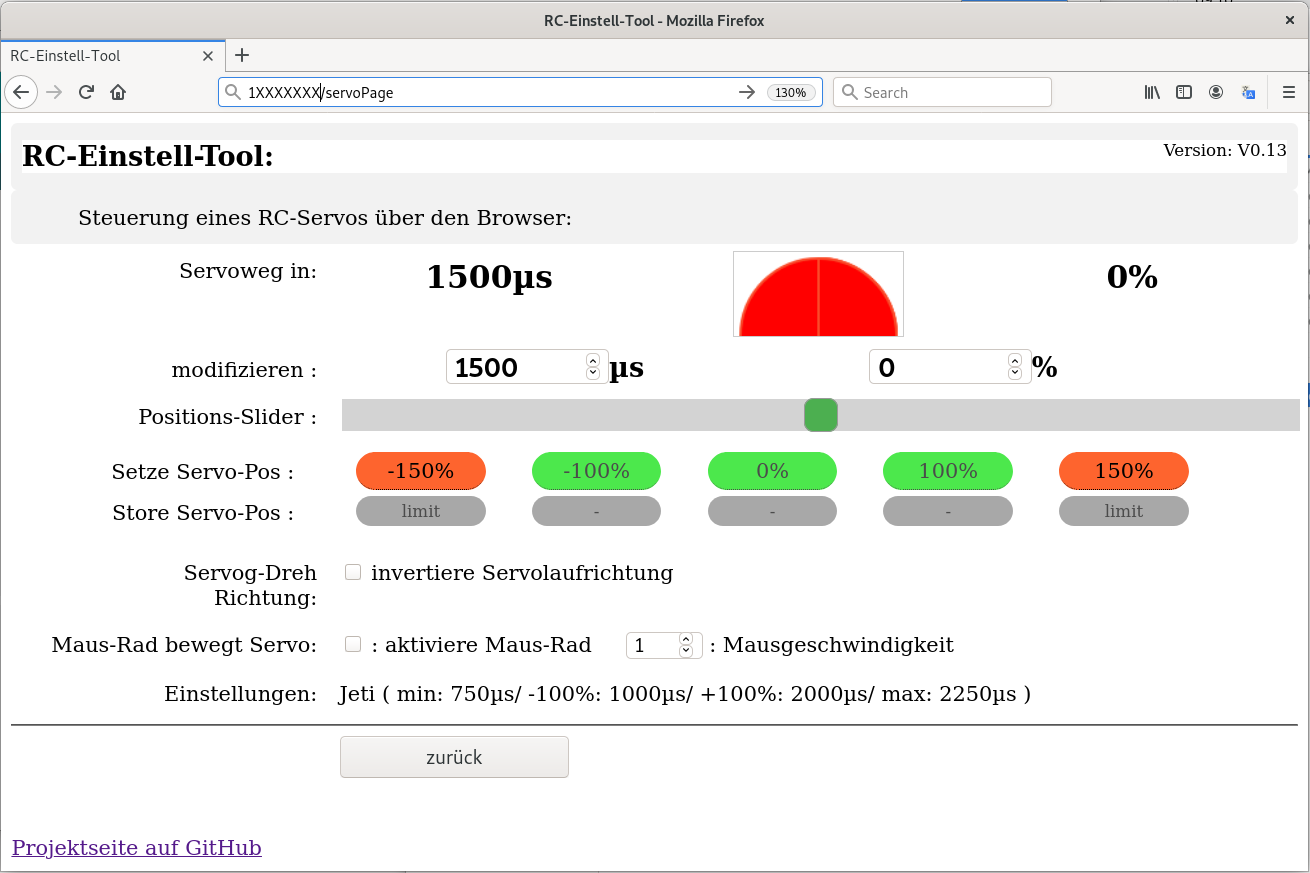 RC-Einstell-Tool - Mozilla Firefox
RC-Einstell-Tool
1XXXXXXX/servoPage 130% Search
RC-Einstell-Tool: Version: V0.13
Steuerung eines RC-Servos über den Browser:
Servoweg in: 1500µs 0%
modifizieren : 1500 µs 0 %
Positions-Slider :
Setze Servo-Pos : -150% -100% 0% 100% 150%
Store Servo-Pos : limit - - - limit
Servog-Dreh invertiere Servolaufrichtung
Richtung:
Maus-Rad bewegt Servo: : aktiviere Maus-Rad 1 : Mausgeschwindigkeit
Einstellungen: Jeti ( min: 750µs/ -100%: 1000µs/ +100%: 2000µs/ max: 2250µs )
zurück
Projektseite auf GitHub